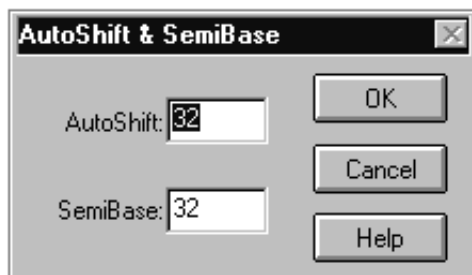 AutoShift & SemiBase
AutoShift: 32
OK
Cancel
SemiBase: 32
Help